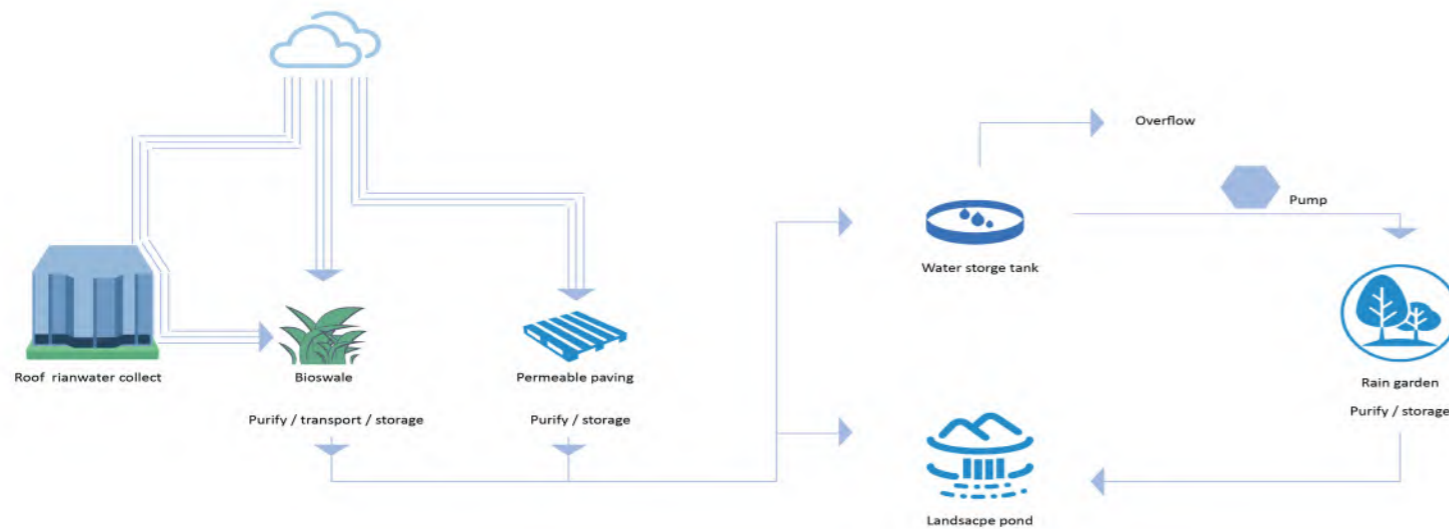 Overflow
Pump
Water storge tank
Roof rianwater collect
Bioswale
Permeable paving
Rain garden
Purify / transport / storage
Purify / storage
Purify / storage
Landsacpe pond